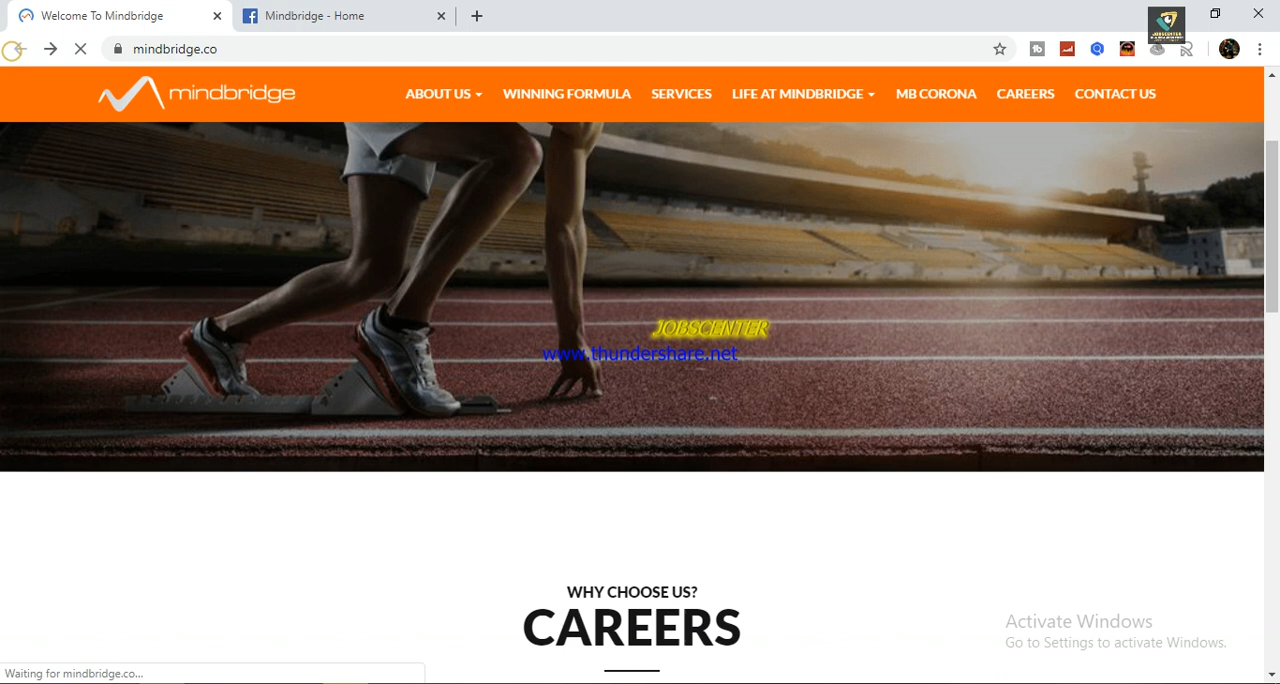 Welcome To Mindbridge
Mindbridge - Home
mindbridge.co
mindbridge
ABOUT US
WINNING FORMULA
SERVICES
LIFE AT MINDBRIDGE
MB CORONA
CAREERS
CONTACT US
JOBSCENTER
JOBSCENTER
www.thundershare.net
WHY CHOOSE US?
CAREERS
Activate Windows
Go to Settings to activate Windows.
Waiting for mindbridge.co...